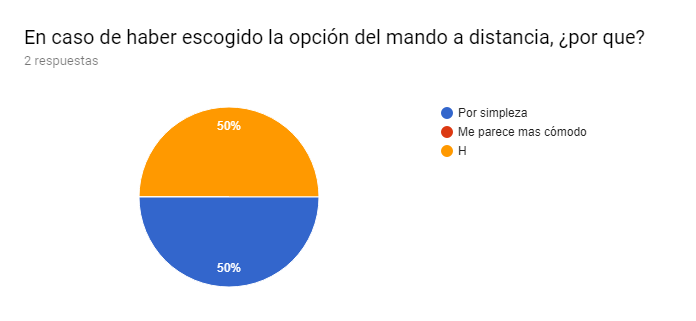 En caso de haber escogido la opción del mando a distancia, ¿por que?
2 respuestas
50%
50%
Por simpleza
Me parece mas cómodo
H